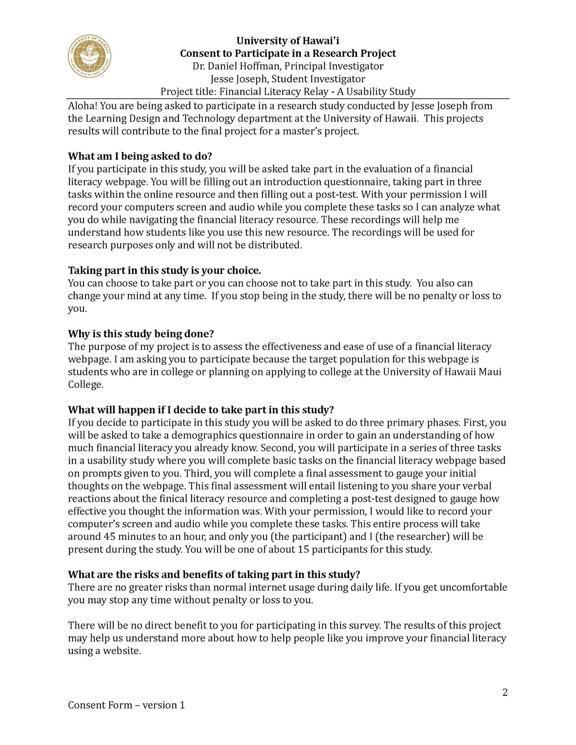 University of Hawai'i
Consent to Participate in a Research Project
Dr. Daniel Hoffman, Principal Investigator
Jesse Joseph, Student Investigator
Project title: Financial Literacy Relay - A Usability Study
Aloha! You are being asked to participate in a research study conducted by Jesse Joseph from
the Learning Design and Technology department at the University of Hawaii.  This projects
results will contribute to the final project for a master's project.
What am I being asked to do?
If you participate in this study, you will be asked take part in the evaluation of a financial
literacy webpage. You will be filling out an introduction questionnaire, taking part in three
tasks within the online resource and then filling out a post-test. With your permission I will
record your computers screen and audio while you complete these tasks so I can analyze what
you do while navigating the financial literacy resource. These recordings will help me
understand how students like you use this new resource. The recordings will be used for
research purposes only and will not be distributed.
Taking part in this study is your choice.
You can choose to take part or you can choose not to take part in this study.  You also can
change your mind at any time.  If you stop being in the study, there will be no penalty or loss to
you.
Why is this study being done?
The purpose of my project is to assess the effectiveness and ease of use of a financial literacy
webpage. I am asking you to participate because the target population for this webpage is
students who are in college or planning on applying to college at the University of Hawaii Maui
College.
What will happen if I decide to take part in this study?
If you decide to participate in this study you will be asked to do three primary phases. First, you
will be asked to take a demographics questionnaire in order to gain an understanding of how
much financial literacy you already know. Second, you will participate in a series of three tasks
in a usability study where you will complete basic tasks on the financial literacy webpage based
on prompts given to you. Third, you will complete a final assessment to gauge your initial
thoughts on the webpage. This final assessment will entail listening to you share your verbal
reactions about the finical literacy resource and completing a post-test designed to gauge how
effective you thought the information was. With your permission, I would like to record your
computer's screen and audio while you complete these tasks. This entire process will take
around 45 minutes to an hour, and only you (the participant) and I (the researcher) will be
present during the study. You will be one of about 15 participants for this study.
What are the risks and benefits of taking part in this study?
There are no greater risks than normal internet usage during daily life. If you get uncomfortable
you may stop any time without penalty or loss to you.
There will be no direct benefit to you for participating in this survey. The results of this project
may help us understand more about how to help people like you improve your financial literacy
using a website.
2
Consent Form – version 1